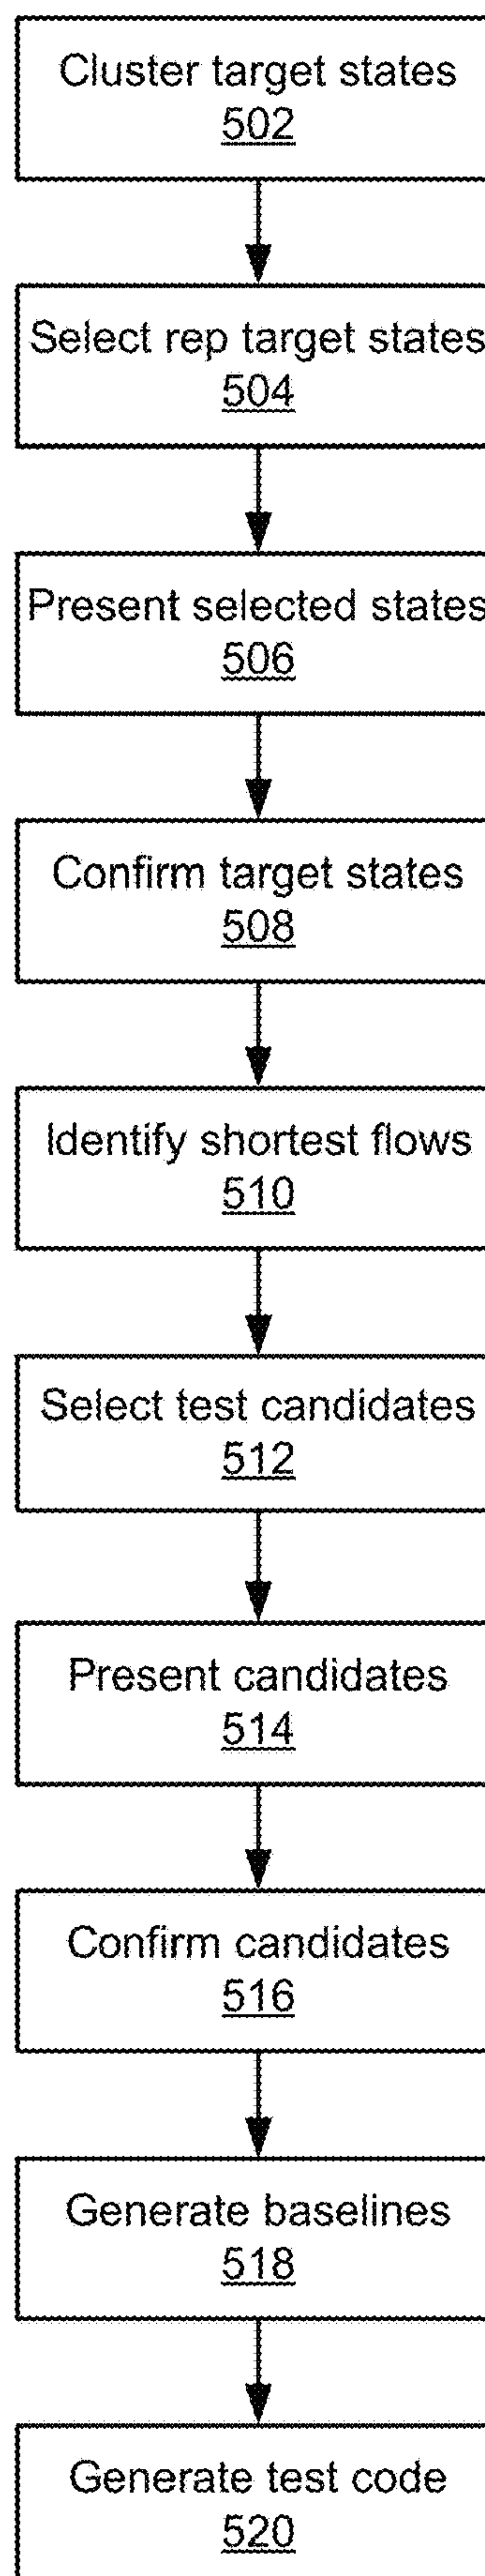 Cluster target states
502
Select rep target states
504
Present selected states
506
Confirm target states
508
Identify shortest flows
510
Select test candidates
512
Present candidates
514
Confirm candidates
516
Generate baselines
518
Generate test code
520